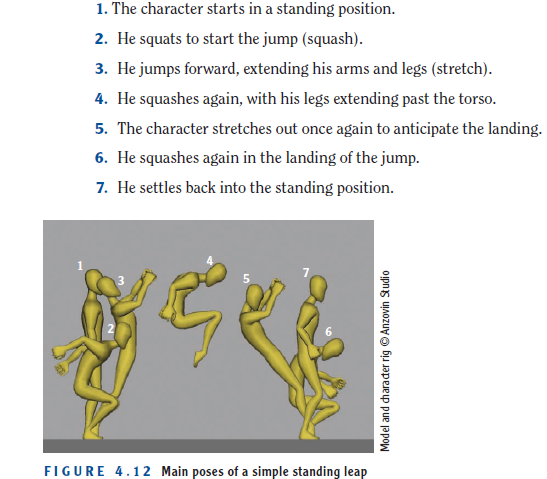 1. The character starts in a standing position.
2. He squats to start the jump (squash).
3. He jumps forward, extending his arms and legs (stretch).
4. He squashes again, with his legs extending past the torso.
5. The character stretches out once again to anticipate the landing.
6. He squashes again in the landing of the jump.
7. He settles back into the standing position.
1
3
2
4
5
7
6
Model and character rig © Anzovin Studio
FIGURE 4.12 Main poses of a simple standing leap